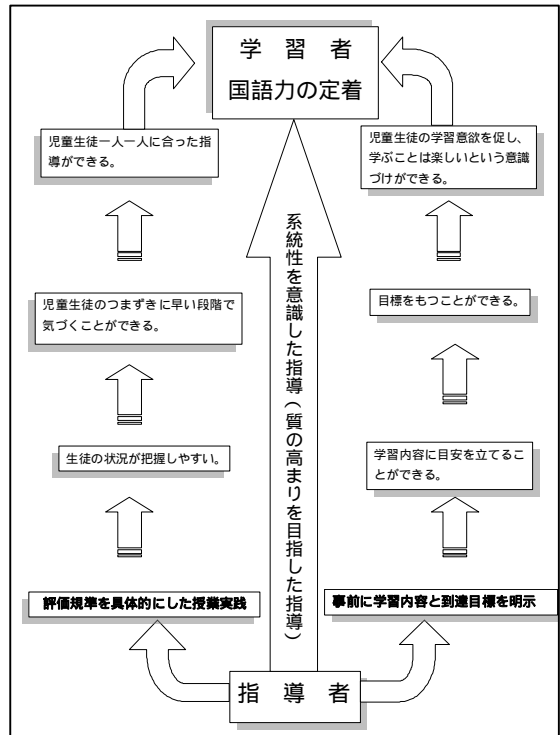 学 習 者
国語力の定着
児童生徒一人一人に合った指
導ができる。
児童生徒の学習意欲を促し、
学ぶことは楽しいという意識
づけができる。
系統性を意識した指導(質の高まりを目指した指導)
児童生徒のつまずきに早い段階で
気づくことができる。
目標をもつことができる。
生徒の状況が把握しやすい。
学習内容に目安を立てるこ
とができる。
評価規準を具体的にした授業実践
事前に学習内容と到達目標を明示
指 導 者